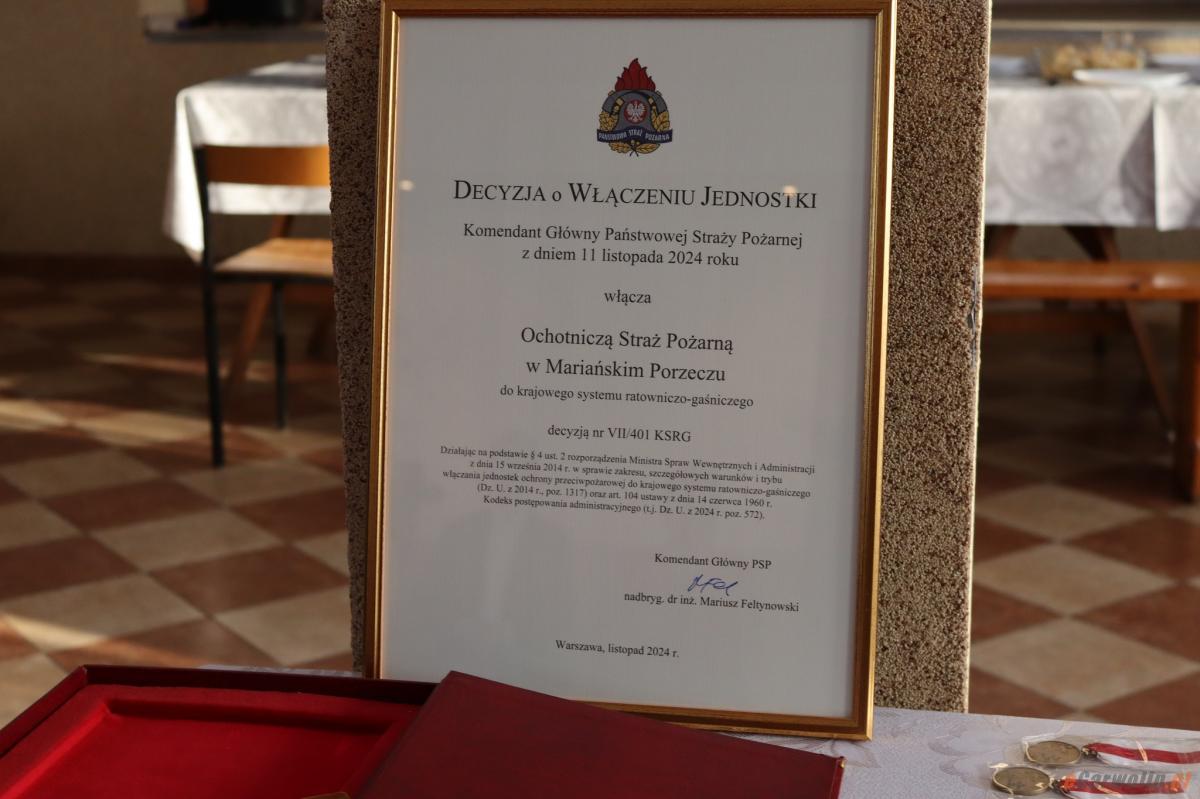 PAŃSTWOWA STRAŻ POŻARNA
DECYZJA O WŁĄCZENIU JEDNOSTKI
Komendant Główny Państwowej Straży Pożarnej
z dniem 11 listopada 2024 roku
włącza
Ochotniczą Straż Pożarną
w Mariańskim Porzeczu
do krajowego systemu ratowniczo-gaśniczego
decyzją nr VII/401 KSRG
Działając na podstawie § 4 ust. 2 rozporządzenia Ministra Spraw Wewnętrznych i Administracji
z dnia 15 września 2014 r. w sprawie zakresu, szczegółowych warunków i trybu
włączania jednostek ochrony przeciwpożarowej do krajowego systemu ratowniczo-gaśniczego
(Dz. U. z 2014 r., poz. 1317) oraz art. 104 ustawy z dnia 14 czerwca 1960 r.
Kodeks postępowania administracyjnego (t.j. Dz. U. z 2024 r. poz. 572).
Komendant Główny PSP
nadbryg. dr inż. Mariusz Feltynowski
Warszawa, listopad 2024 r.
eGarwolin.pl